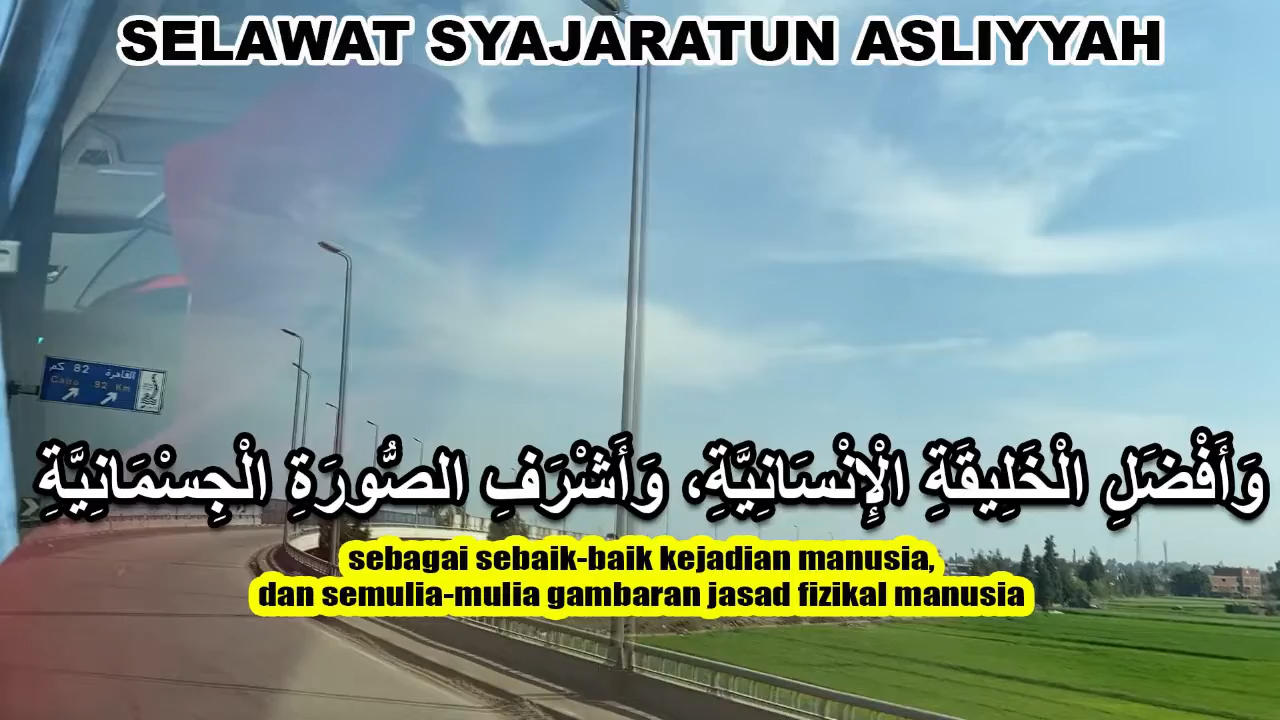 SELAWAT SYAJARATUN ASLIYYAH
القاهرة 82 كم
Cairo 82 Km
وَأَفْضَلِ الْخَلِيقَةِ الْإِنْسَانِيَّةِ، وَأَشْرَفِ الصُّورَةِ الْجِسْمَانِيَّةِ
sebagai sebaik-baik kejadian manusia,
dan semulia-mulia gambaran jasad fizikal manusia